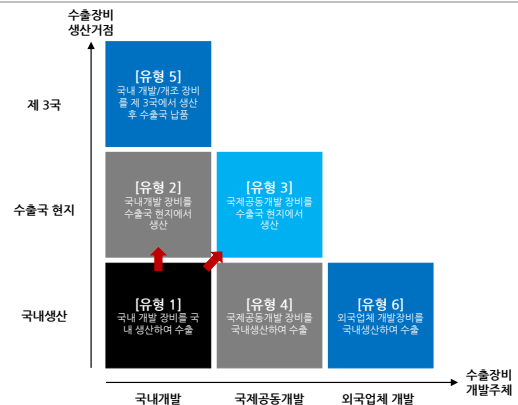 수출장비
생산거점
[유형 5]
국내 개발/개조 장비
를 제 3국에서 생산
후 수출국 납품
제 3국
[유형 2]
국내개발 장비를
수출국 현지에서
생산
[유형 3]
국제공동개발 장비를
수출국 현지에서
생산
수출국 현지
[유형 1]
국내 개발 장비를 국
내 생산하여 수출
[유형 4]
국제공동개발 장비를
국내생산하여 수출
[유형 6]
외국업체 개발장비를
국내생산하여 수출
국내생산
수출장비
개발주체
국내개발
국제공동개발
외국업체 개발